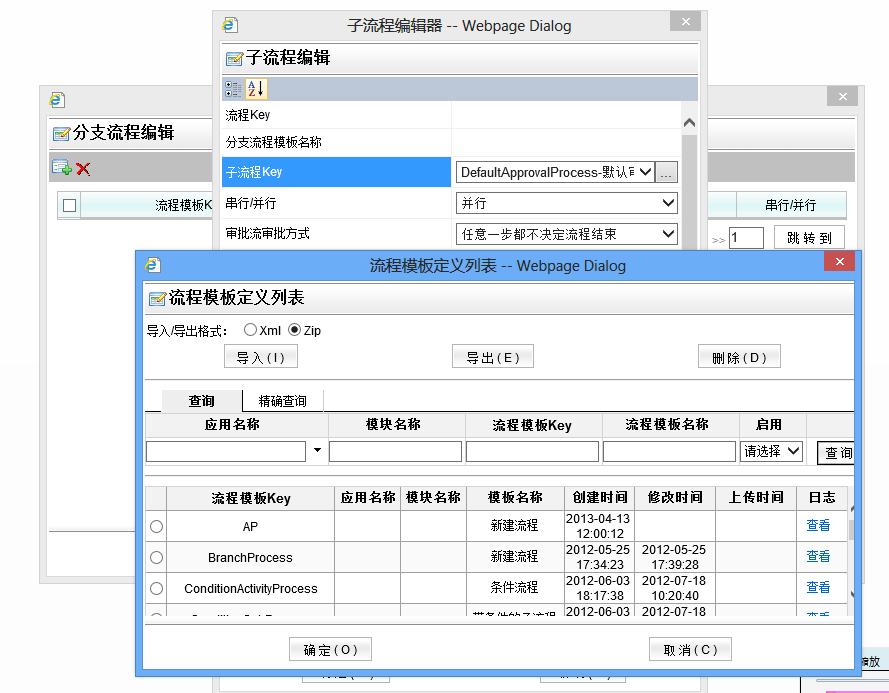 子流程编辑器 -- Webpage Dialog
子流程编辑
流程Key
分支流程模板名称
子流程Key
DefaultApprovalProcess-默认审
...
串行/并行
并行
审批流审批方式
任意一步都不决定流程结束
分支流程编辑
流程模板K
串行/并行
>>
1
跳 转 到
流程模板定义列表 -- Webpage Dialog
流程模板定义列表
导入/导出格式: Xml Zip
导 入 ( I )
导 出 ( E )
删 除 ( D )
查询
精确查询
应用名称 模块名称 流程模板Key 流程模板名称 启用
请选择
查 询
流程模板Key 应用名称 模块名称 模板名称 创建时间 修改时间 上传时间 日志
AP 新建流程 2013-04-13 12:00:12 查看
BranchProcess 新建流程 2012-05-25 17:34:23 2012-05-25 17:39:28 查看
ConditionActivityProcess 条件流程 2012-06-03 18:17:38 2012-07-18 10:20:40 查看
带条件的子流程 2012-06-03 2012-07-18 查看
确 定 ( O )
取 消 ( C )